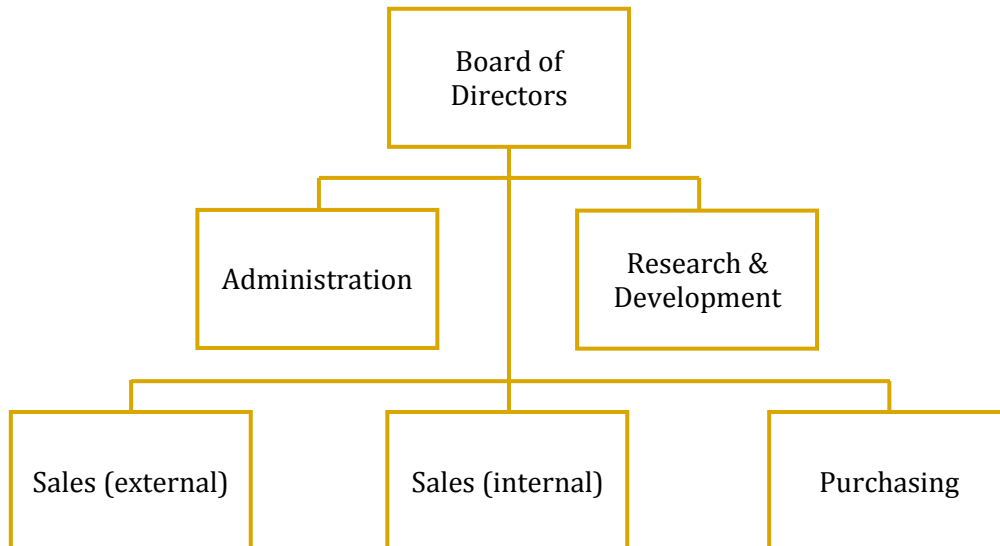 Board of
Directors
Administration
Research &
Development
Sales (external)
Sales (internal)
Purchasing